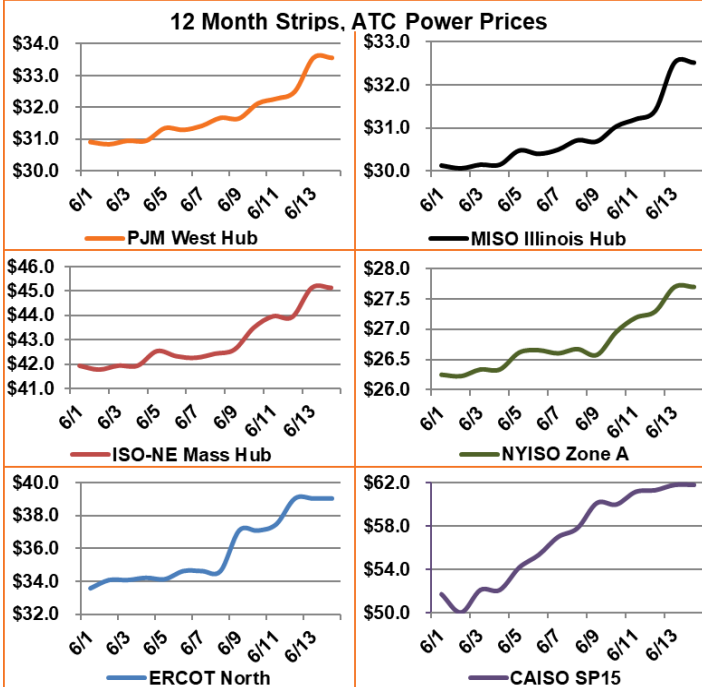 12 Month Strips, ATC Power Prices
$34.0
$33.0
$32.0
$31.0
$30.0
6/1 6/3 6/5 6/7 6/9 6/11 6/13
PJM West Hub
$33.0
$32.0
$31.0
$30.0
6/1 6/3 6/5 6/7 6/9 6/11 6/13
MISO Illinois Hub
$46.0
$45.0
$44.0
$43.0
$42.0
$41.0
6/1 6/3 6/5 6/7 6/9 6/11 6/13
ISO-NE Mass Hub
$28.0
$27.5
$27.0
$26.5
$26.0
6/1 6/3 6/5 6/7 6/9 6/11 6/13
NYISO Zone A
$40.0
$38.0
$36.0
$34.0
$32.0
6/1 6/3 6/5 6/7 6/9 6/11 6/13
ERCOT North
$62.0
$58.0
$54.0
$50.0
6/1 6/3 6/5 6/7 6/9 6/11 6/13
CAISO SP15